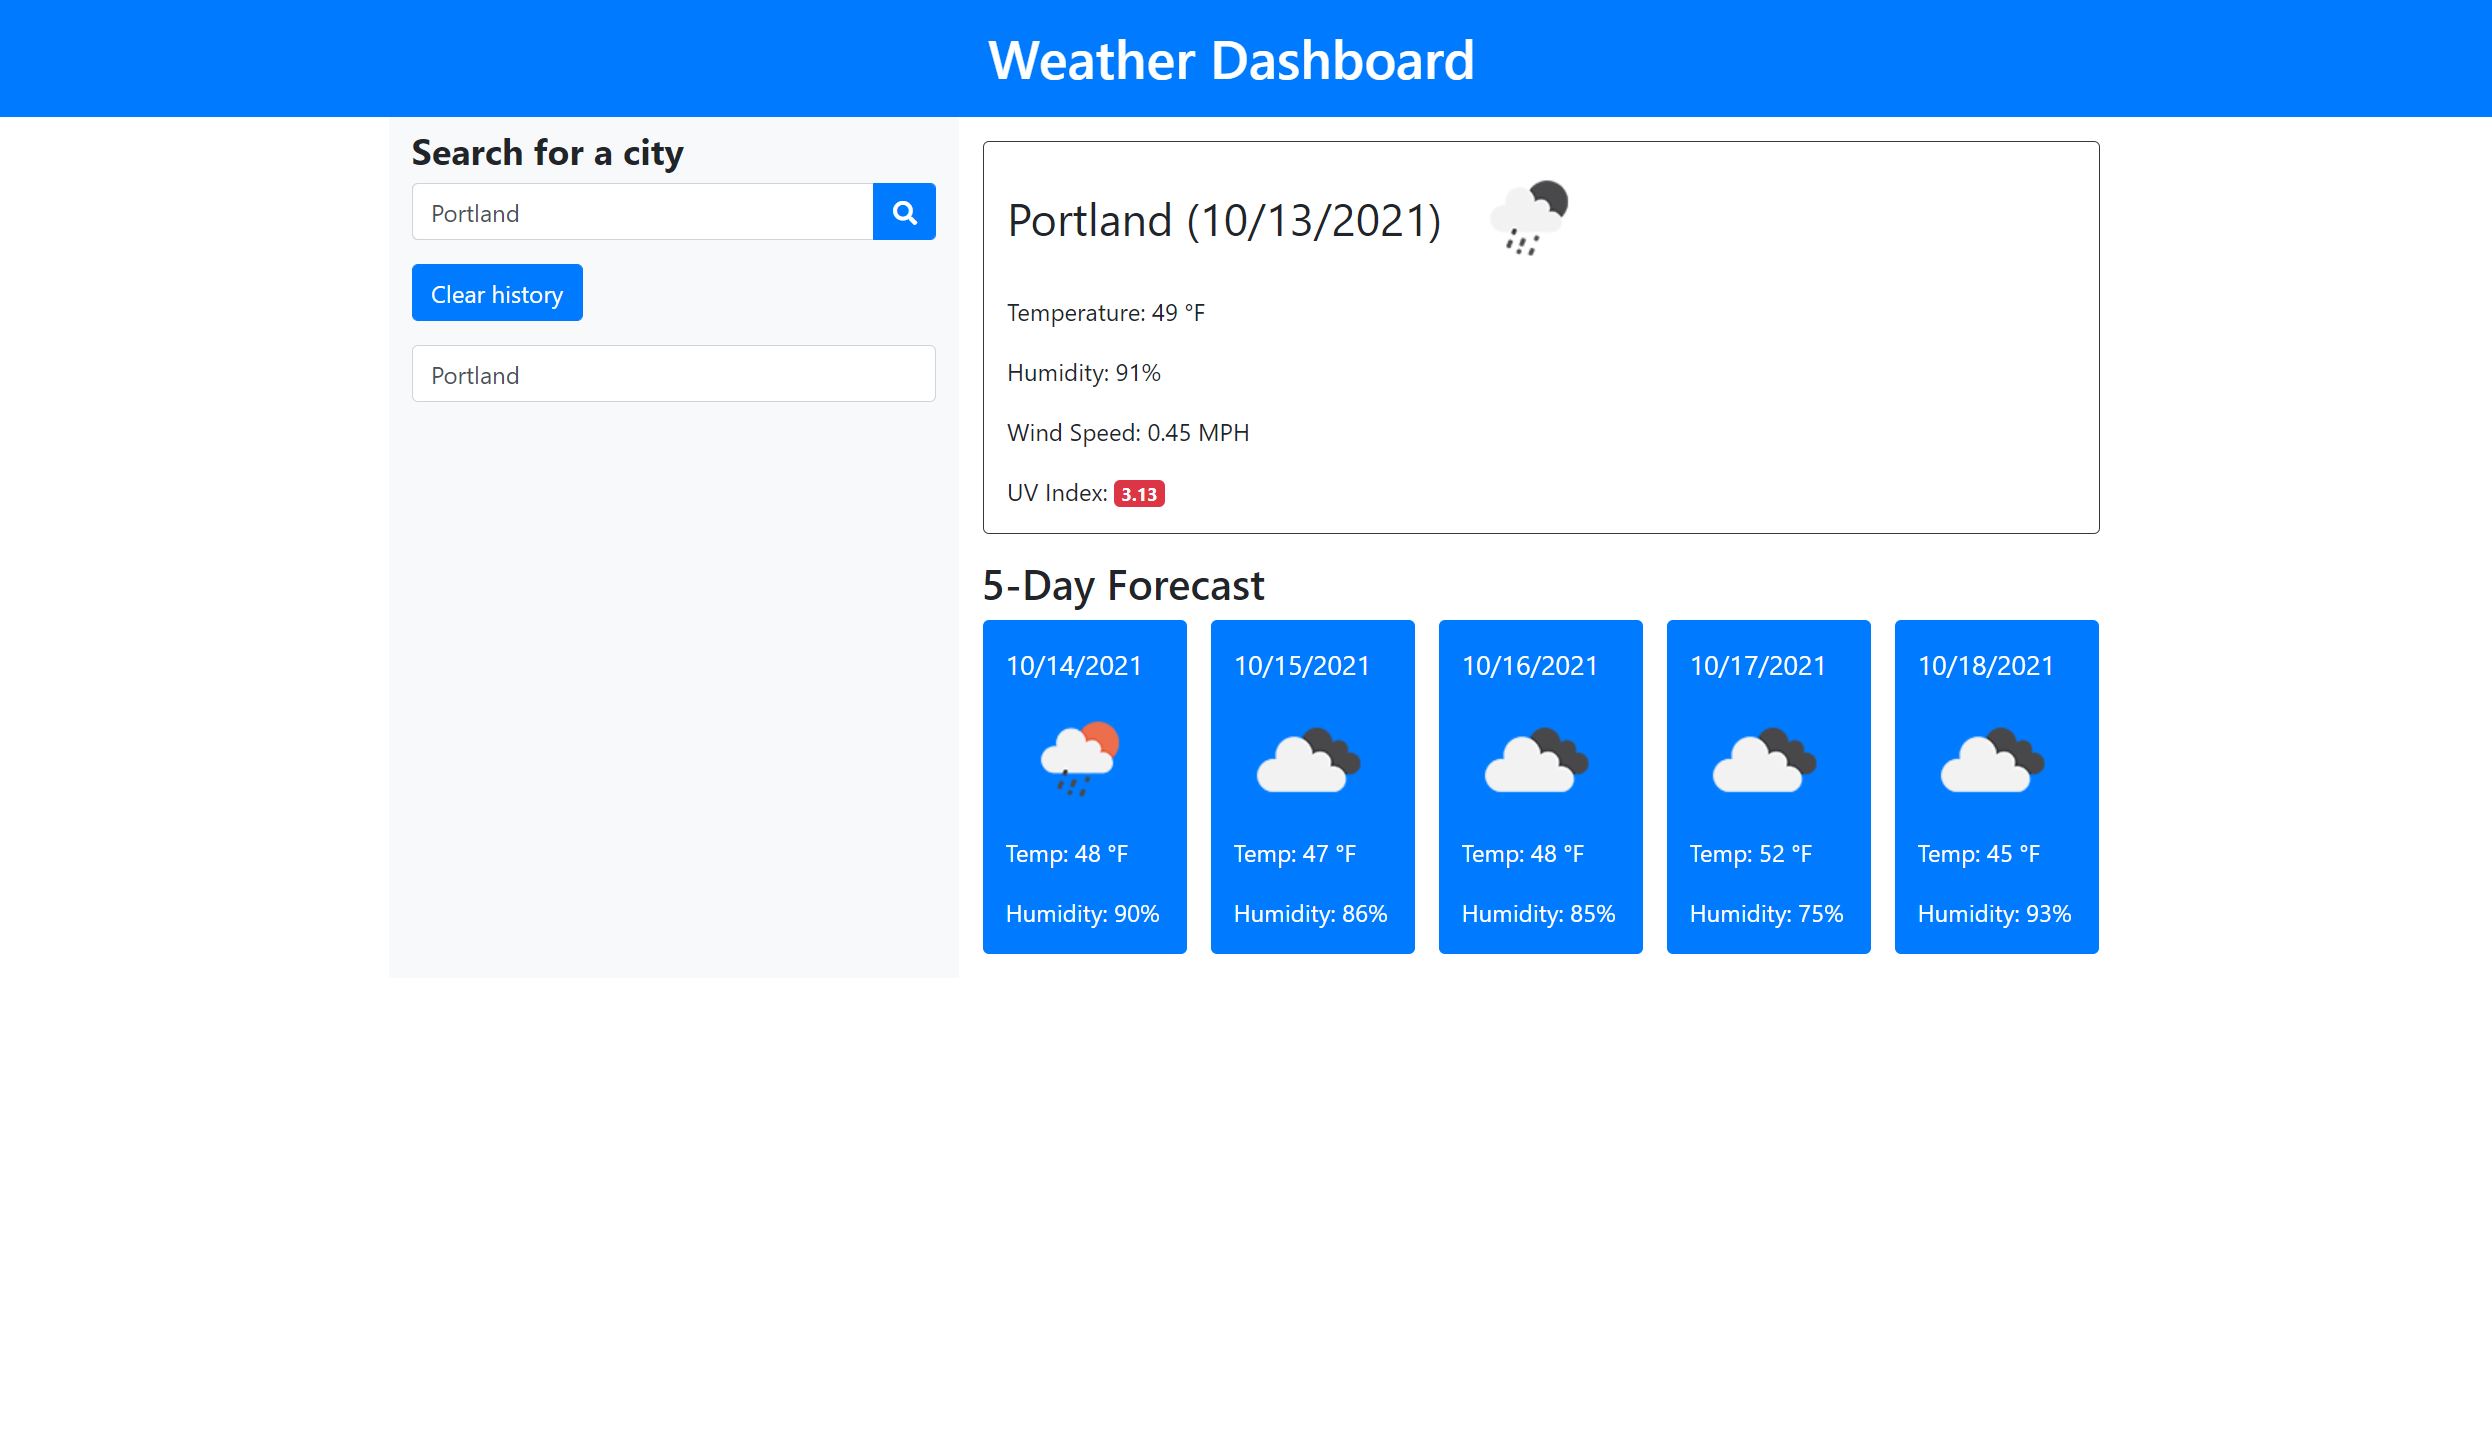 Weather Dashboard
Search for a city
Portland
Clear history
Portland
Portland (10/13/2021)
Temperature: 49 °F
Humidity: 91%
Wind Speed: 0.45 MPH
UV Index: 3.13
5-Day Forecast
10/14/2021
Temp: 48 °F
Humidity: 90%
10/15/2021
Temp: 47 °F
Humidity: 86%
10/16/2021
Temp: 48 °F
Humidity: 85%
10/17/2021
Temp: 52 °F
Humidity: 75%
10/18/2021
Temp: 45 °F
Humidity: 93%